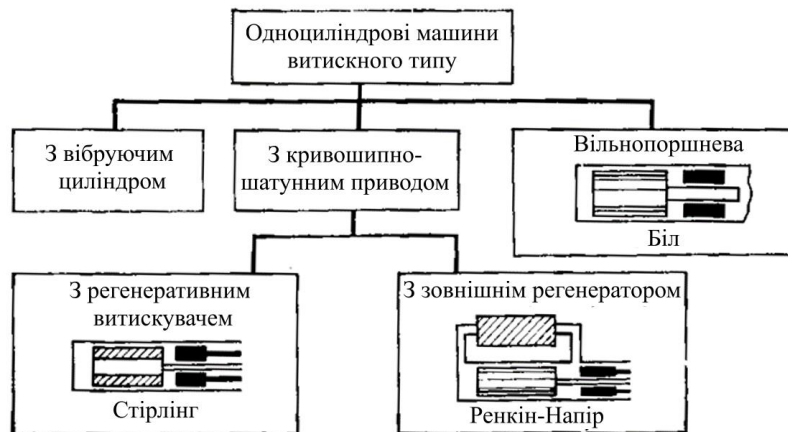 Одноциліндрові машини
витискного типу
З вібруючим
циліндром
З кривошипно-
шатунним приводом
Вільнопоршнева
Біл
З регенеративним
витискувачем
Стірлінг
З зовнішнім регенератором
Ренкін-Напір